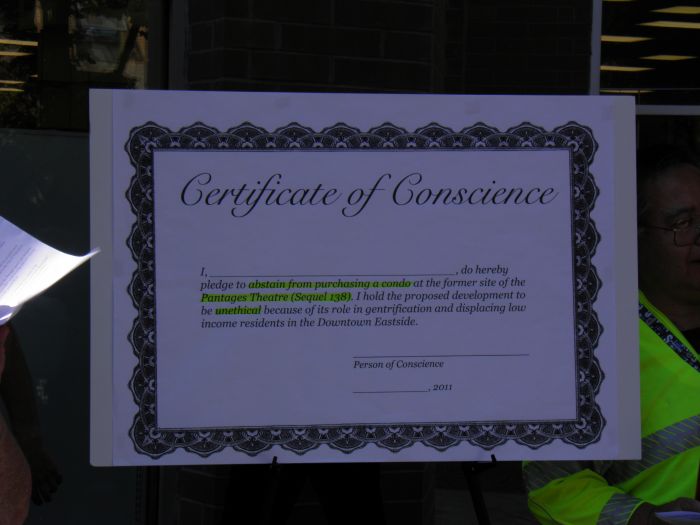 Certificate of Conscience
I, ______________________________, do hereby
pledge to abstain from purchasing a condo at the former site of the
Pantages Theatre (Sequel 138). I hold the proposed development to
be unethical because of its role in gentrification and displacing low
income residents in the Downtown Eastside.
Person of Conscience
_______________, 2011